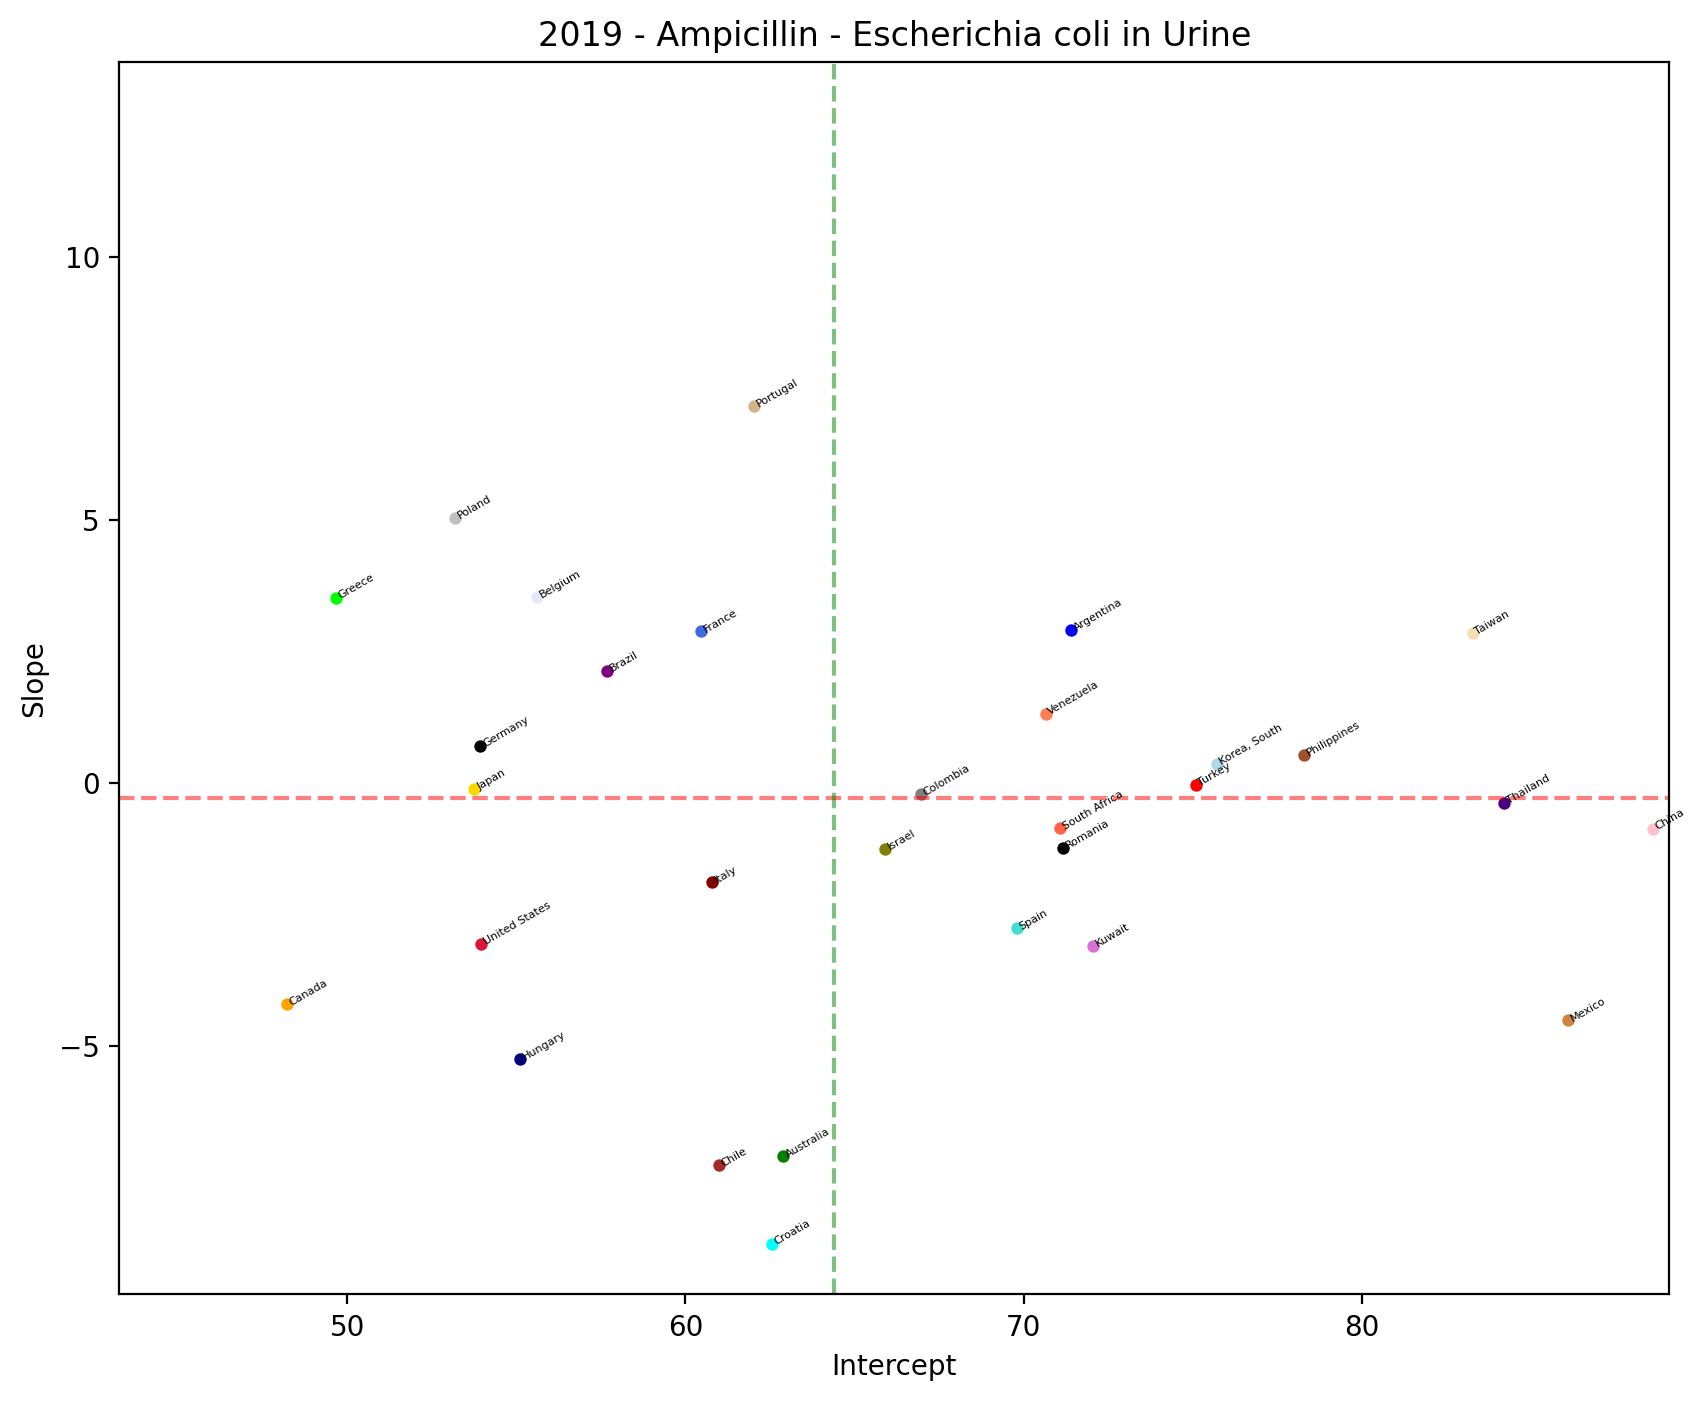 2019 - Ampicillin - Escherichia coli in Urine
10
Portugal
Poland
5
Belgium
Greece
Argentina
France
Taiwan
Brazil
Venezuela
Slope
Germany
Korea, South
Philippines
Turkey
Japan
Colombia
0
Thailand
South Africa
China
Romania
Israel
Italy
United States
Spain
Kuwait
Canada
Mexico
−5
Hungary
Australia
Chile
Croatia
50
60
70
80
Intercept